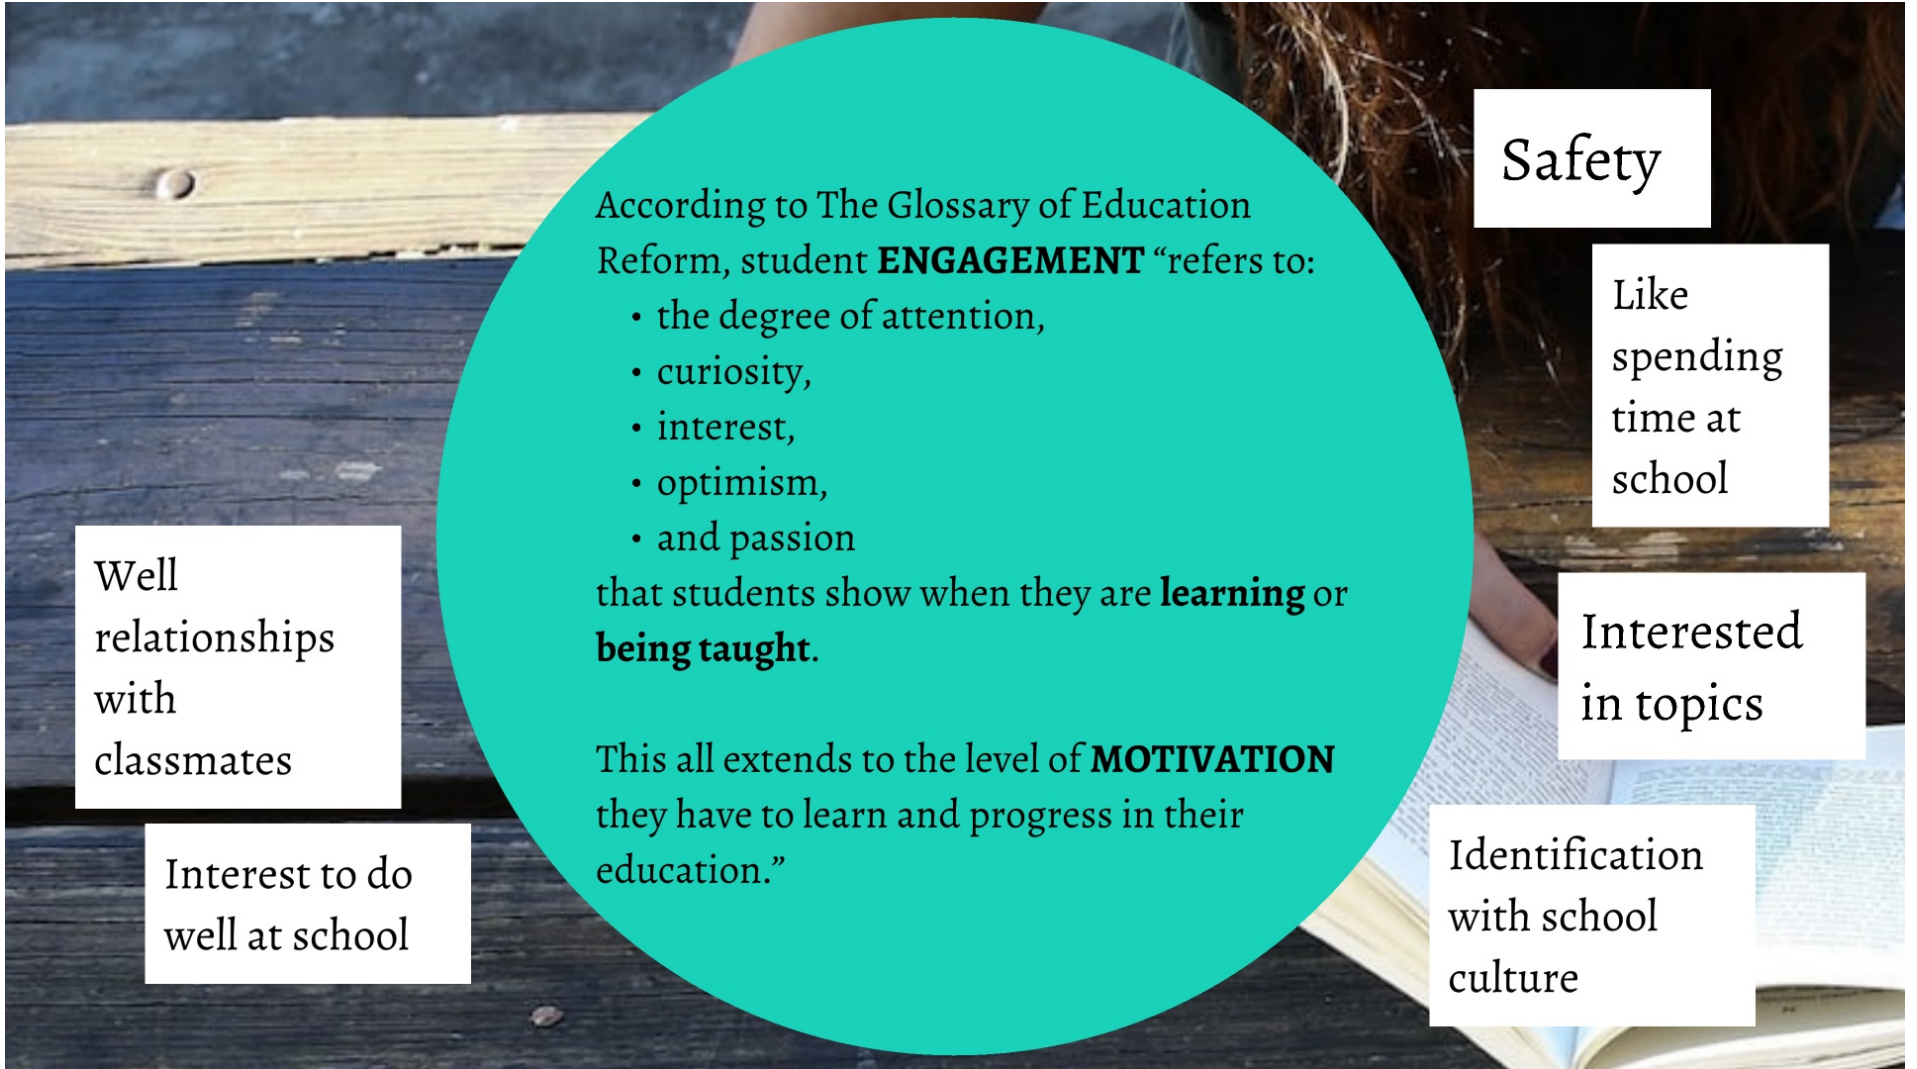 According to The Glossary of Education
Reform, student ENGAGEMENT “refers to:
• the degree of attention,
• curiosity,
• interest,
• optimism,
• and passion
that students show when they are learning or
being taught.
This all extends to the level of MOTIVATION
they have to learn and progress in their
education.”
Well
relationships
with
classmates
Interest to do
well at school
Safety
Like
spending
time at
school
Interested
in topics
Identification
with school
culture